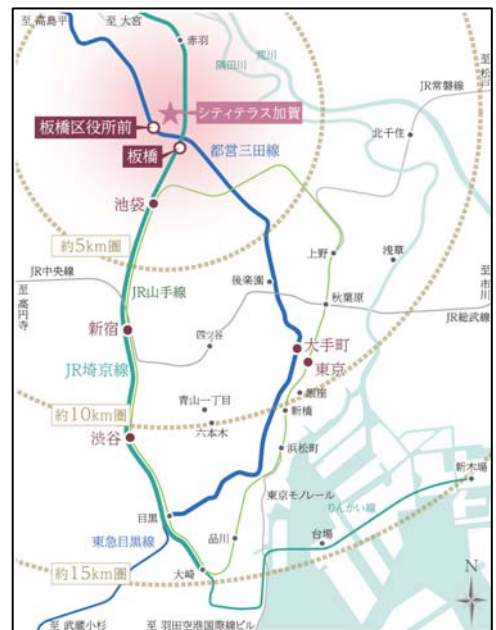 至 高島平
至 大宮
赤羽
荒川
隅田川
至 松戸
JR常磐線
シティテラス加賀
板橋区役所前
北千住
板橋
都営三田線
池袋
約5km圏
上野
浅草
JR中央線
後楽園
至 市川
至 高円寺
JR山手線
秋葉原
JR総武線
新宿
四ツ谷
大手町
東京
JR埼京線
青山一丁目
銀座
新橋
約10km圏
六本木
渋谷
浜松町
新木場
東京モノレール
りんかい線
目黒
東急目黒線
品川
台場
大崎
約15km圏
N
至 武蔵小杉
至 羽田空港国際線ビル